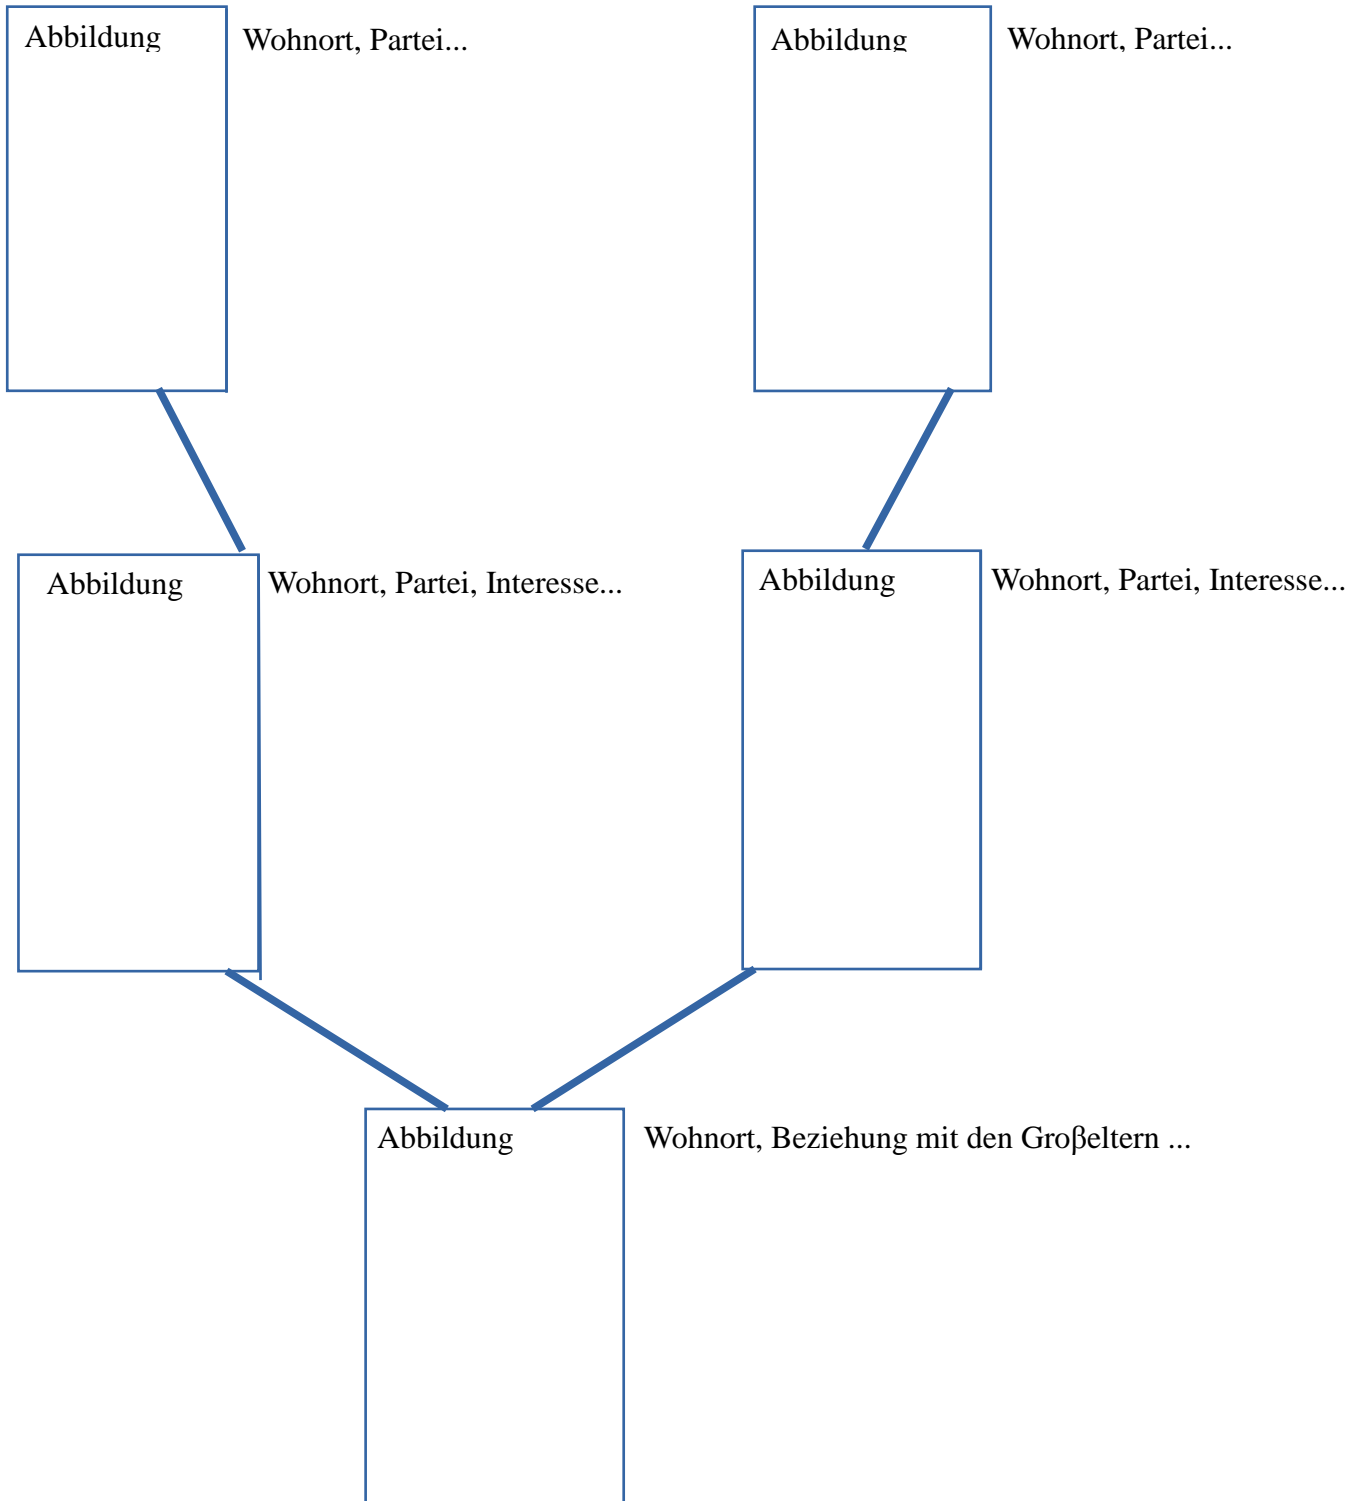 Abbildung
Wohnort, Partei...
Abbildung
Wohnort, Partei...
Abbildung
Wohnort, Partei, Interesse...
Abbildung
Wohnort, Partei, Interesse...
Abbildung
Wohnort, Beziehung mit den Groβeltern ...